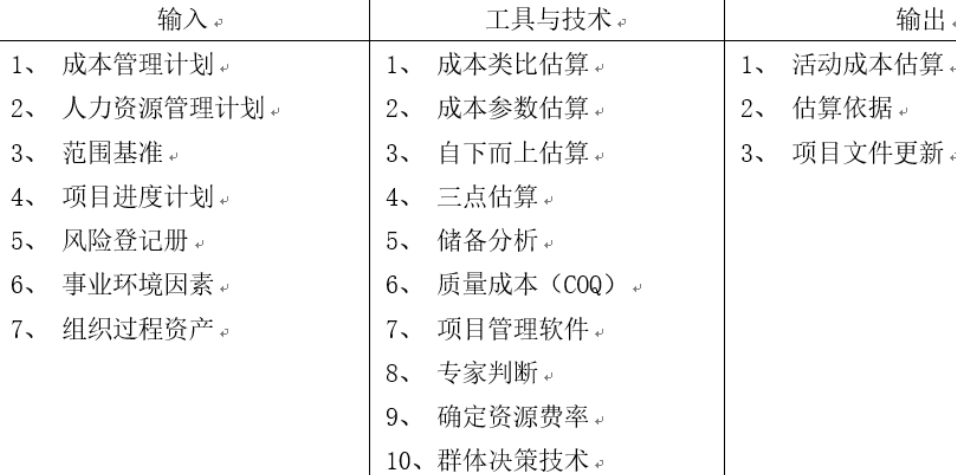 输入 工具与技术 输出
1、 成本管理计划 1、 成本类比估算 1、 活动成本估算
2、 人力资源管理计划 2、 成本参数估算 2、 估算依据
3、 范围基准 3、 自下而上估算 3、 项目文件更新
4、 项目进度计划 4、 三点估算
5、 风险登记册 5、 储备分析
6、 事业环境因素 6、 质量成本（COQ）
7、 组织过程资产 7、 项目管理软件
8、 专家判断
9、 确定资源费率
10、群体决策技术